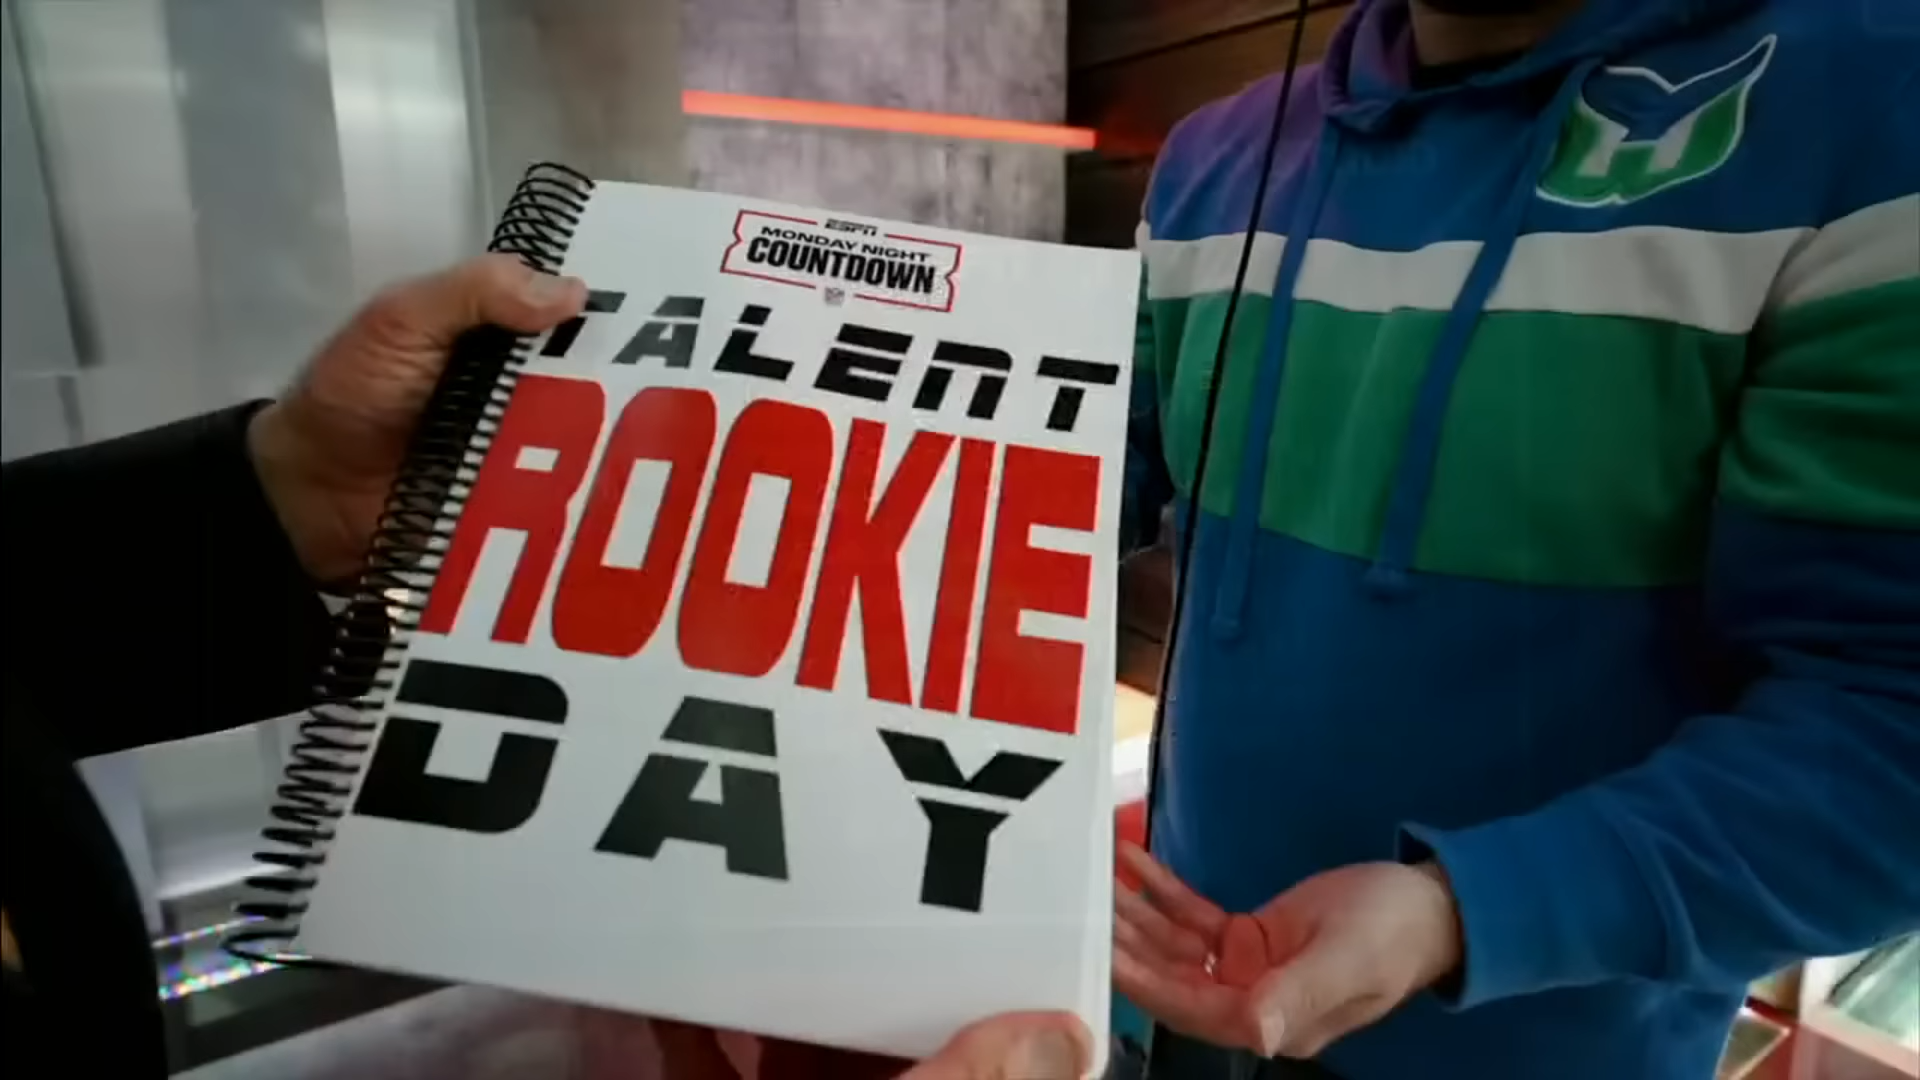 ESPN
MONDAY NIGHT
COUNTDOWN
TALENT
ROOKIE
DAY